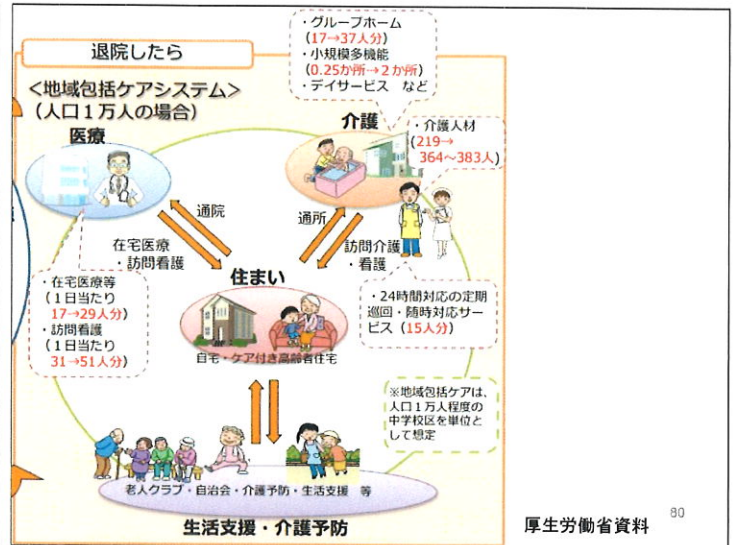 退院したら
<地域包括ケアシステム>
(人口1万人の場合)
医療
・グループホーム
(17→37人分)
・小規模多機能
(0.25か所→2か所)
・デイサービス など
介護
・介護人材
(219→
364~383人)
通院
在宅医療
・訪問看護
通所
訪問介護
・看護
住まい
自宅・ケア付き高齢者住宅
・在宅医療等
(1日当たり
17→29人分)
・訪問看護
(1日当たり
31→51人分)
・24時間対応の定期
巡回・随時対応サー
ビス(15人分)
※地域包括ケアは、
人口1万人程度の
中学校区を単位と
して想定
老人クラブ・自治会・介護予防・生活支援 等
生活支援・介護予防
厚生労働省資料
80